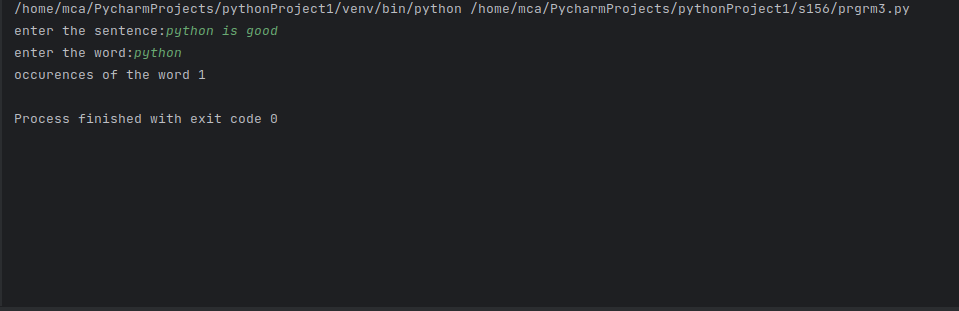 /home/mca/PycharmProjects/pythonProject1/venv/bin/python /home/mca/PycharmProjects/pythonProject1/s156/prgrm3.py
enter the sentence:python is good
enter the word:python
occurences of the word 1
Process finished with exit code 0